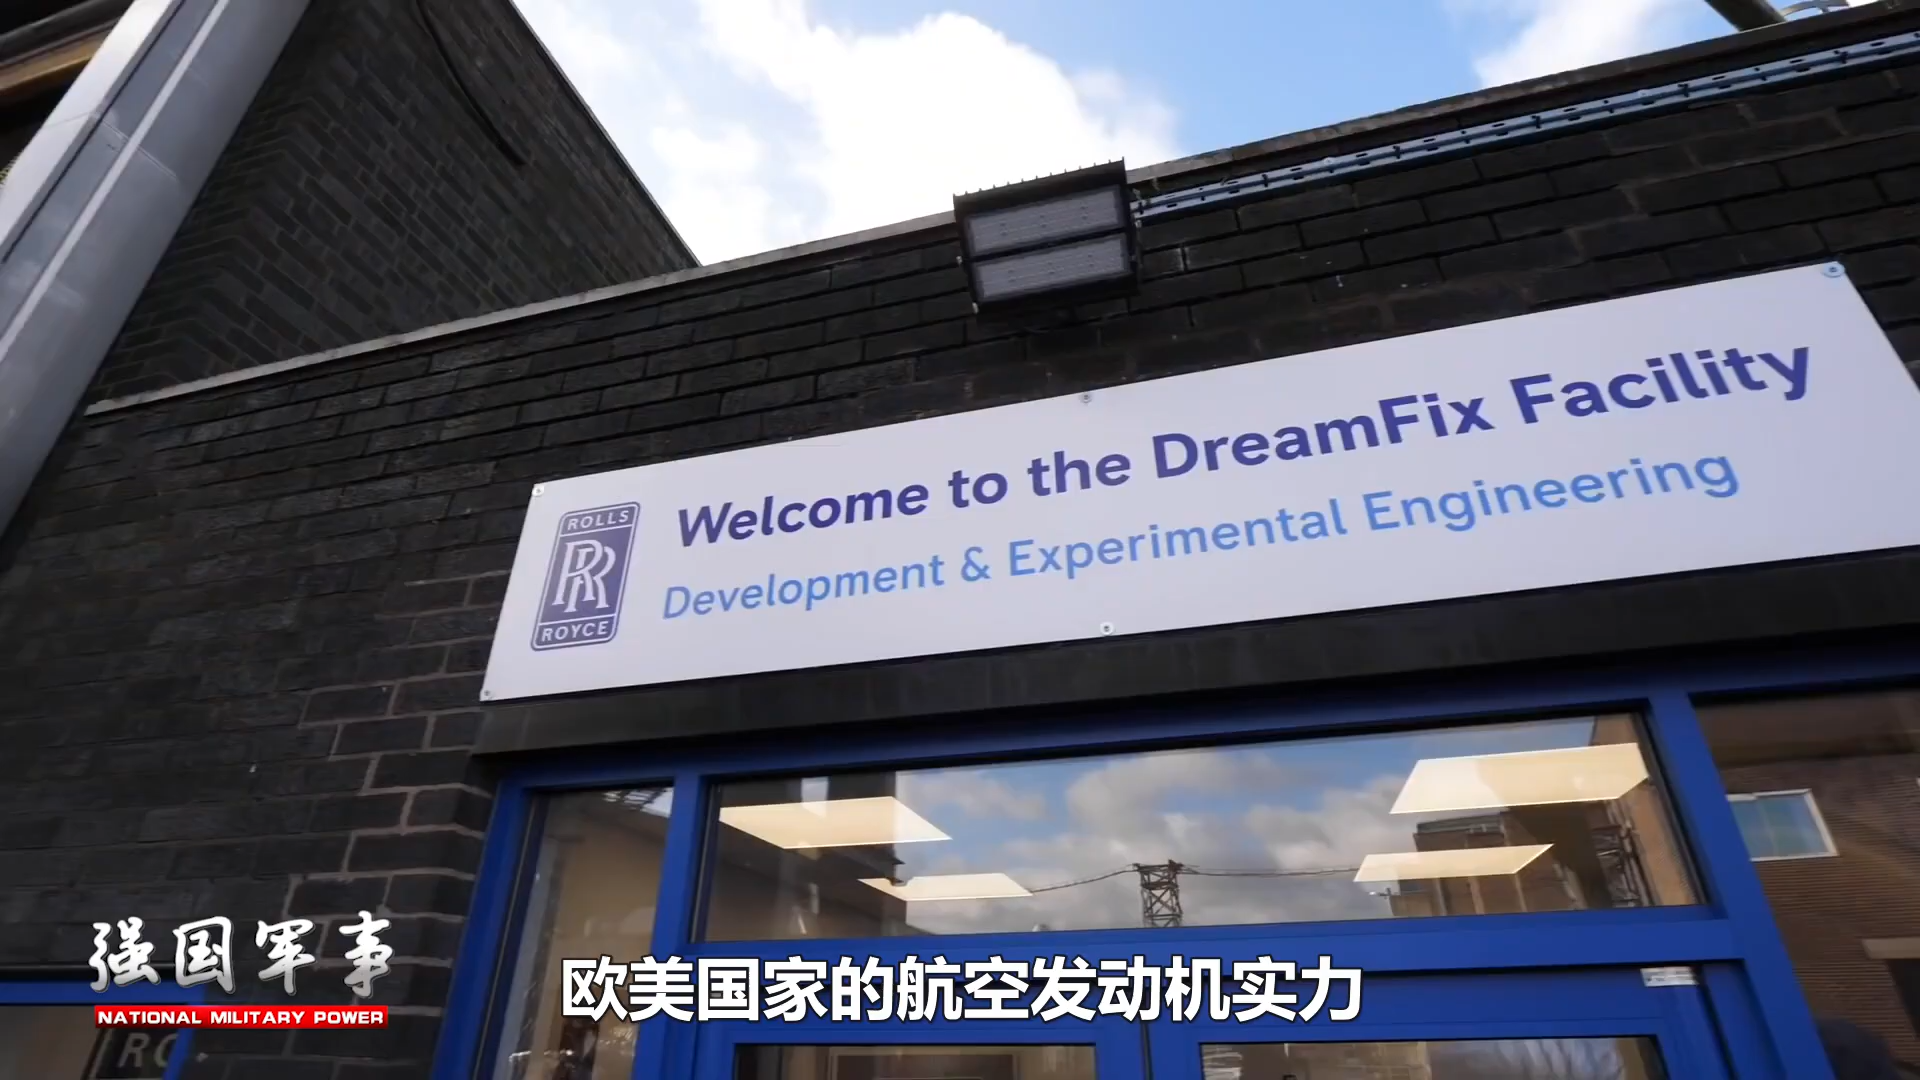 Welcome to the DreamFix Facility
Development & Experimental Engineering
ROLLS
RR
ROYCE
强国军事
NATIONAL MILITARY POWER
欧美国家的航空发动机实力